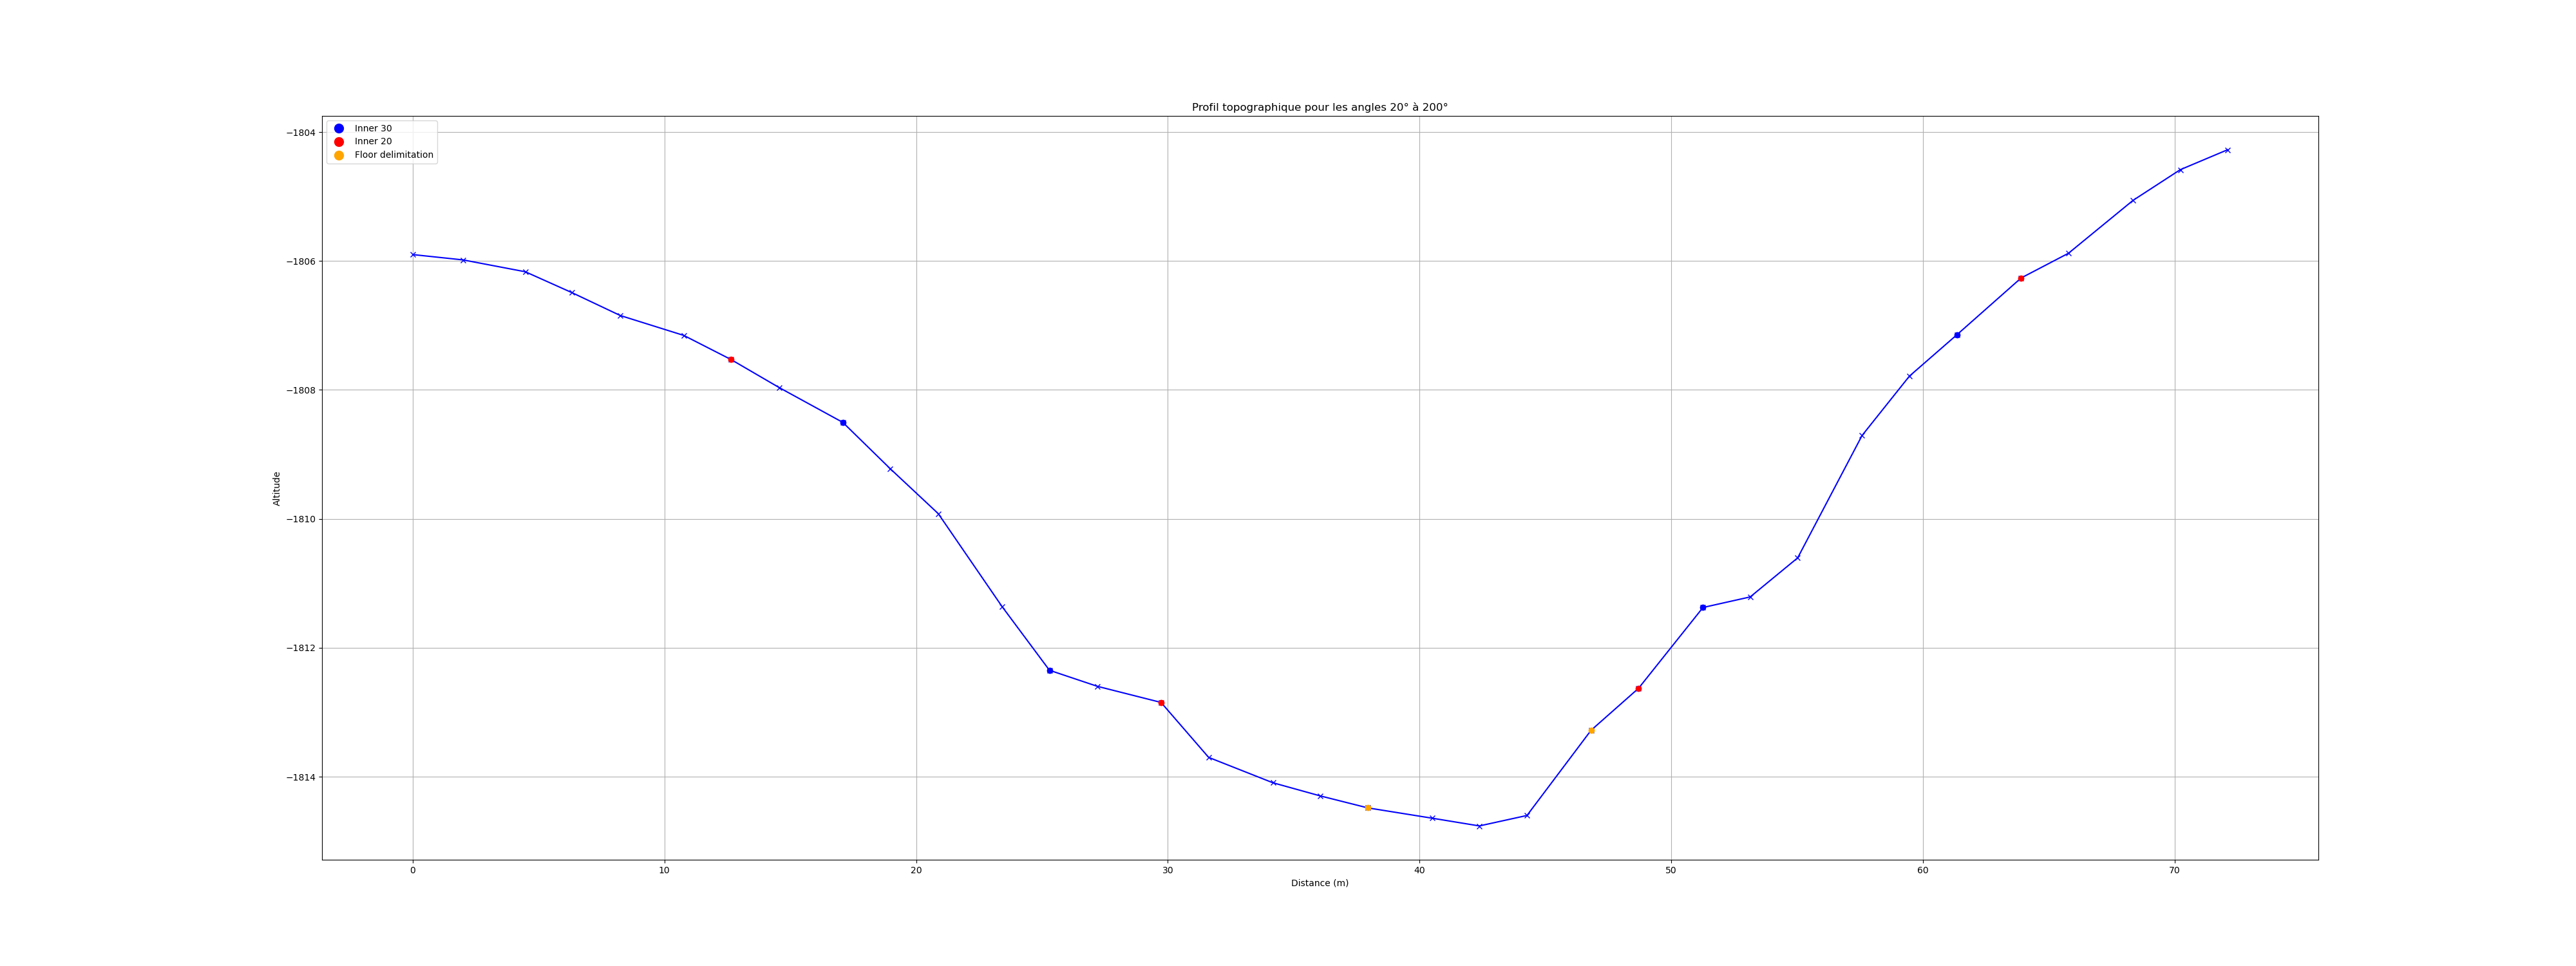 Profil topographique pour les angles 20° à 200°
Inner 30
Inner 20
Floor delimitation
−1804
−1806
−1808
−1810
−1812
−1814
Altitude
0 10 20 30 40 50 60 70
Distance (m)